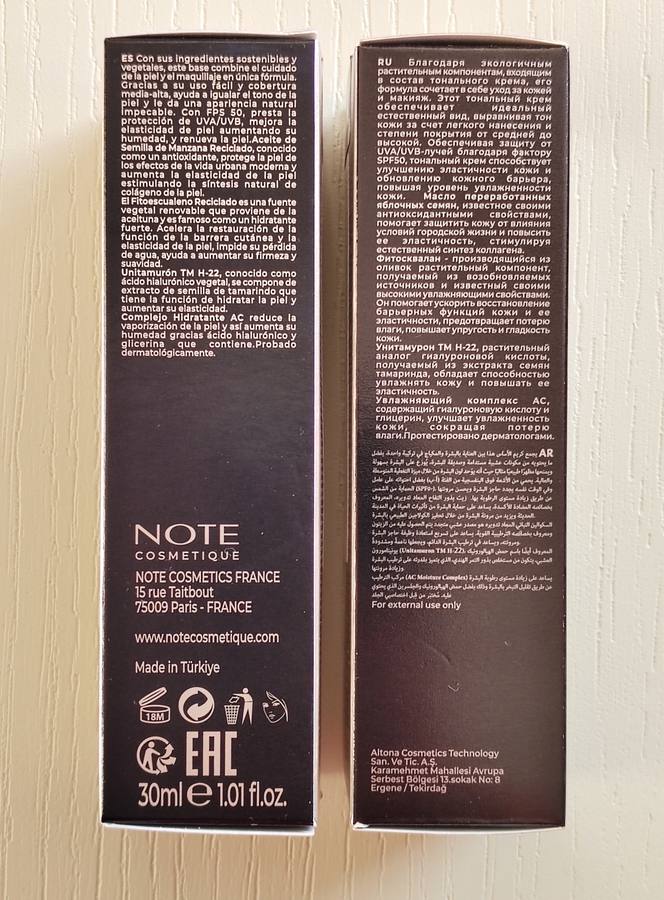 ES Con sus ingredientes sostenibles y
vegetales, este base combine el cuidado
de la piel y el maquillaje en única fórmula.
Gracias a su uso fácil y cobertura
media-alta, ayuda a igualar el tono de la
piel y le da una apariencia natural
impecable. Con FPS 50, presta la
protección de UVA/UVB, mejora la
elasticidad de piel aumentando su
humedad, y renueva la piel.Aceite de
Semilla de Manzana Reciclado, conocido
como un antioxidante, protege la piel de
los efectos de la vida urbana moderna y
aumenta la elasticidad de la piel
estimulando la síntesis natural de
colágeno de la piel.
El Fitoescualeno Reciclado es una fuente
vegetal renovable que proviene de la
aceituna y es famoso como un hidratante
fuerte. Acelera la restauración de la
función de la barrera cutánea y la
elasticidad de la piel, impide su pérdida
de agua, ayuda a aumentar su firmeza y
suavidad.
Unitamurón TM H-22, conocido como
ácido hialurónico vegetal, se compone de
extracto de semilla de tamarindo que
tiene la función de hidratar la piel y
aumentar su elasticidad.
Complejo Hidratante AC reduce la
vaporización de la piel y así aumenta su
humedad gracias ácido hialurónico y
glicerina que contiene.Probado
dermatológicamente.
NOTE
COSMETIQUE
NOTE COSMETICS FRANCE
15 rue Taitbout
75009 Paris - FRANCE
www.notecosmetique.com
Made in Türkiye
18M
EAC
30ml e 1.01 fl.oz.
RU Благодаря экологичным
растительным компонентам, входящим
в состав тонального крема, его
формула сочетает в себе уход за кожей
и макияж. Этот тональный крем
обеспечивает идеальный
естественный вид, выравнивая тон
кожи за счет легкого нанесения и
степени покрытия от средней до
высокой. Обеспечивая защиту от
UVA/UVB-лучей благодаря фактору
SPF50, тональный крем способствует
улучшению эластичности кожи и
обновлению кожного барьера,
повышая уровень увлажненности
кожи. Масло переработанных
яблочных семян, известное своими
антиоксидантными свойствами,
помогает защитить кожу от влияния
условий городской жизни и повысить
ее эластичность, стимулируя
естественный синтез коллагена.
Фитосквалан - производящийся из
оливок растительный компонент,
получаемый из возобновляемых
источников и известный своими
высокими увлажняющими свойствами.
Он помогает ускорить восстановление
барьерных функций кожи и ее
эластичности, предотвращает потерю
влаги, повышает упругость и гладкость
кожи.
Унитамурон ТМ Н-22, растительный
аналог гиалуроновой кислоты,
получаемый из экстракта семян
тамаринда, обладает способностью
увлажнять кожу и повышать ее
эластичность.
Увлажняющий комплекс АС,
содержащий гиалуроновую кислоту и
глицерин, улучшает увлажненность
кожи, сокращая потерю
влаги.Протестировано дерматологами.
AR
(Unitamuron TM H-22)
(AC Moisture Complex)
For external use only
Altona Cosmetics Technology
San. Ve Tic. A.Ş.
Karamehmet Mahallesi Avrupa
Serbest Bölgesi 13.sokak No: 8
Ergene / Tekirdağ